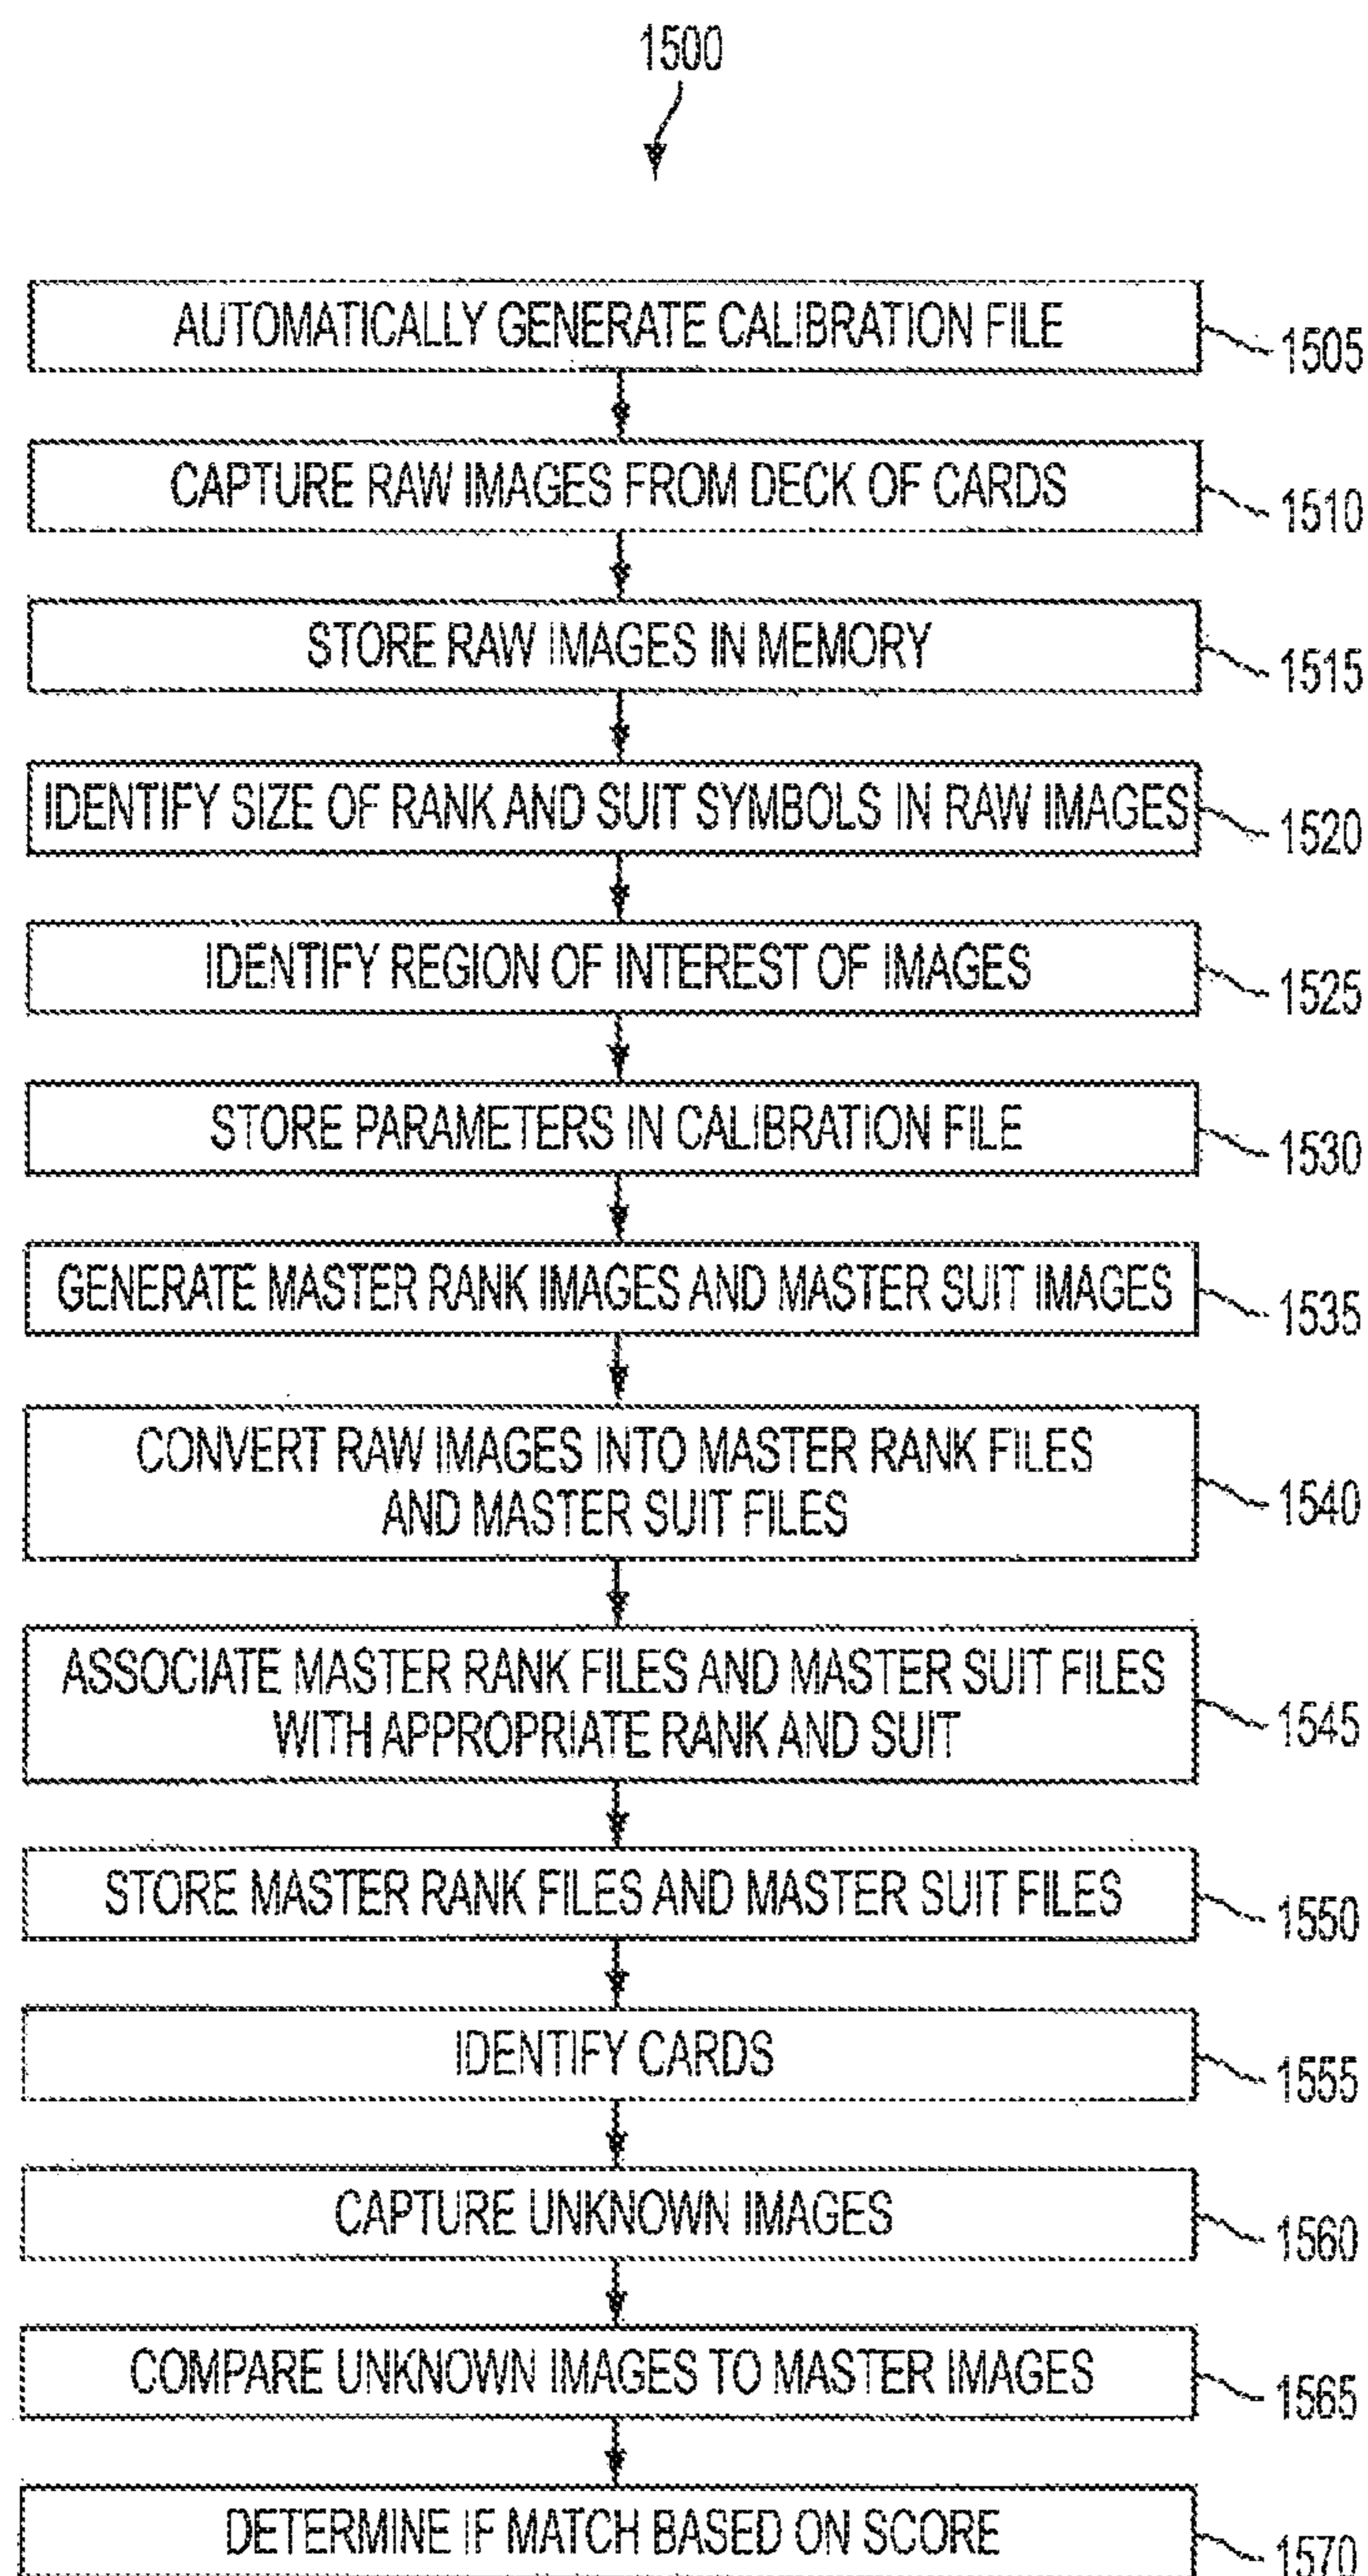 1500
AUTOMATICALLY GENERATE CALIBRATION FILE
1505
CAPTURE RAW IMAGES FROM DECK OF CARDS
1510
STORE RAW IMAGES IN MEMORY
1515
IDENTIFY SIZE OF RANK AND SUIT SYMBOLS IN RAW IMAGES
1520
IDENTIFY REGION OF INTEREST OF IMAGES
1525
STORE PARAMETERS IN CALIBRATION FILE
1530
GENERATE MASTER RANK IMAGES AND MASTER SUIT IMAGES
1535
CONVERT RAW IMAGES INTO MASTER RANK FILES
AND MASTER SUIT FILES
1540
ASSOCIATE MASTER RANK FILES AND MASTER SUIT FILES
WITH APPROPRIATE RANK AND SUIT
1545
STORE MASTER RANK FILES AND MASTER SUIT FILES
1550
IDENTIFY CARDS
1555
CAPTURE UNKNOWN IMAGES
1560
COMPARE UNKNOWN IMAGES TO MASTER IMAGES
1565
DETERMINE IF MATCH BASED ON SCORE
1570